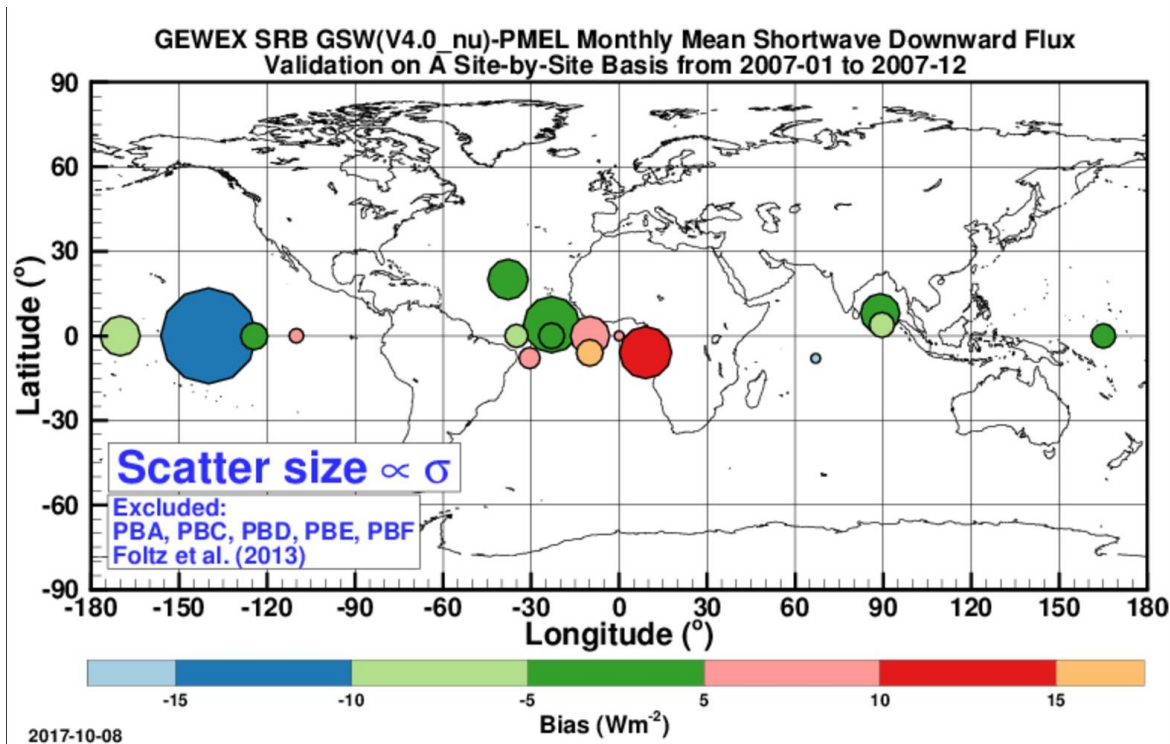 GEWEX SRB GSW(V4.0_nu)-PMEL Monthly Mean Shortwave Downward Flux
Validation on A Site-by-Site Basis from 2007-01 to 2007-12
90
60
30
0
-30
-60
-90
Latitude (°)
Scatter size ∝ σ
Excluded:
PBA, PBC, PBD, PBE, PBF
Foltz et al. (2013)
-180 -150 -120 -90 -60 -30 0 30 60 90 120 150 180
Longitude (°)
-15 -10 -5 5 10 15
Bias (Wm⁻²)
2017-10-08